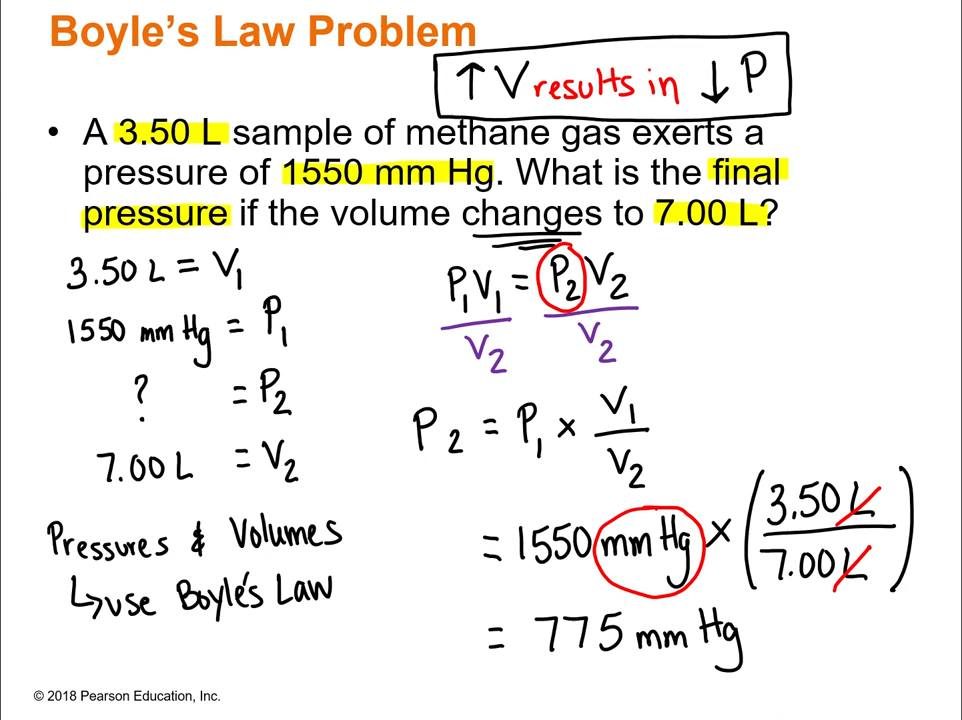 Boyle's Law Problem
↑ V results in ↓ P
• A 3.50 L sample of methane gas exerts a
pressure of 1550 mm Hg. What is the final
pressure if the volume changes to 7.00 L?
3.50 L = V₁
1550 mm Hg = P₁
? = P₂
7.00 L = V₂
Pressures & Volumes
↳ use Boyle's Law
P₁V₁ = P₂V₂
V₂ V₂
P₂ = P₁ × V₁
V₂
= 1550 mm Hg × (3.50 L
7.00 L)
= 775 mm Hg
© 2018 Pearson Education, Inc.